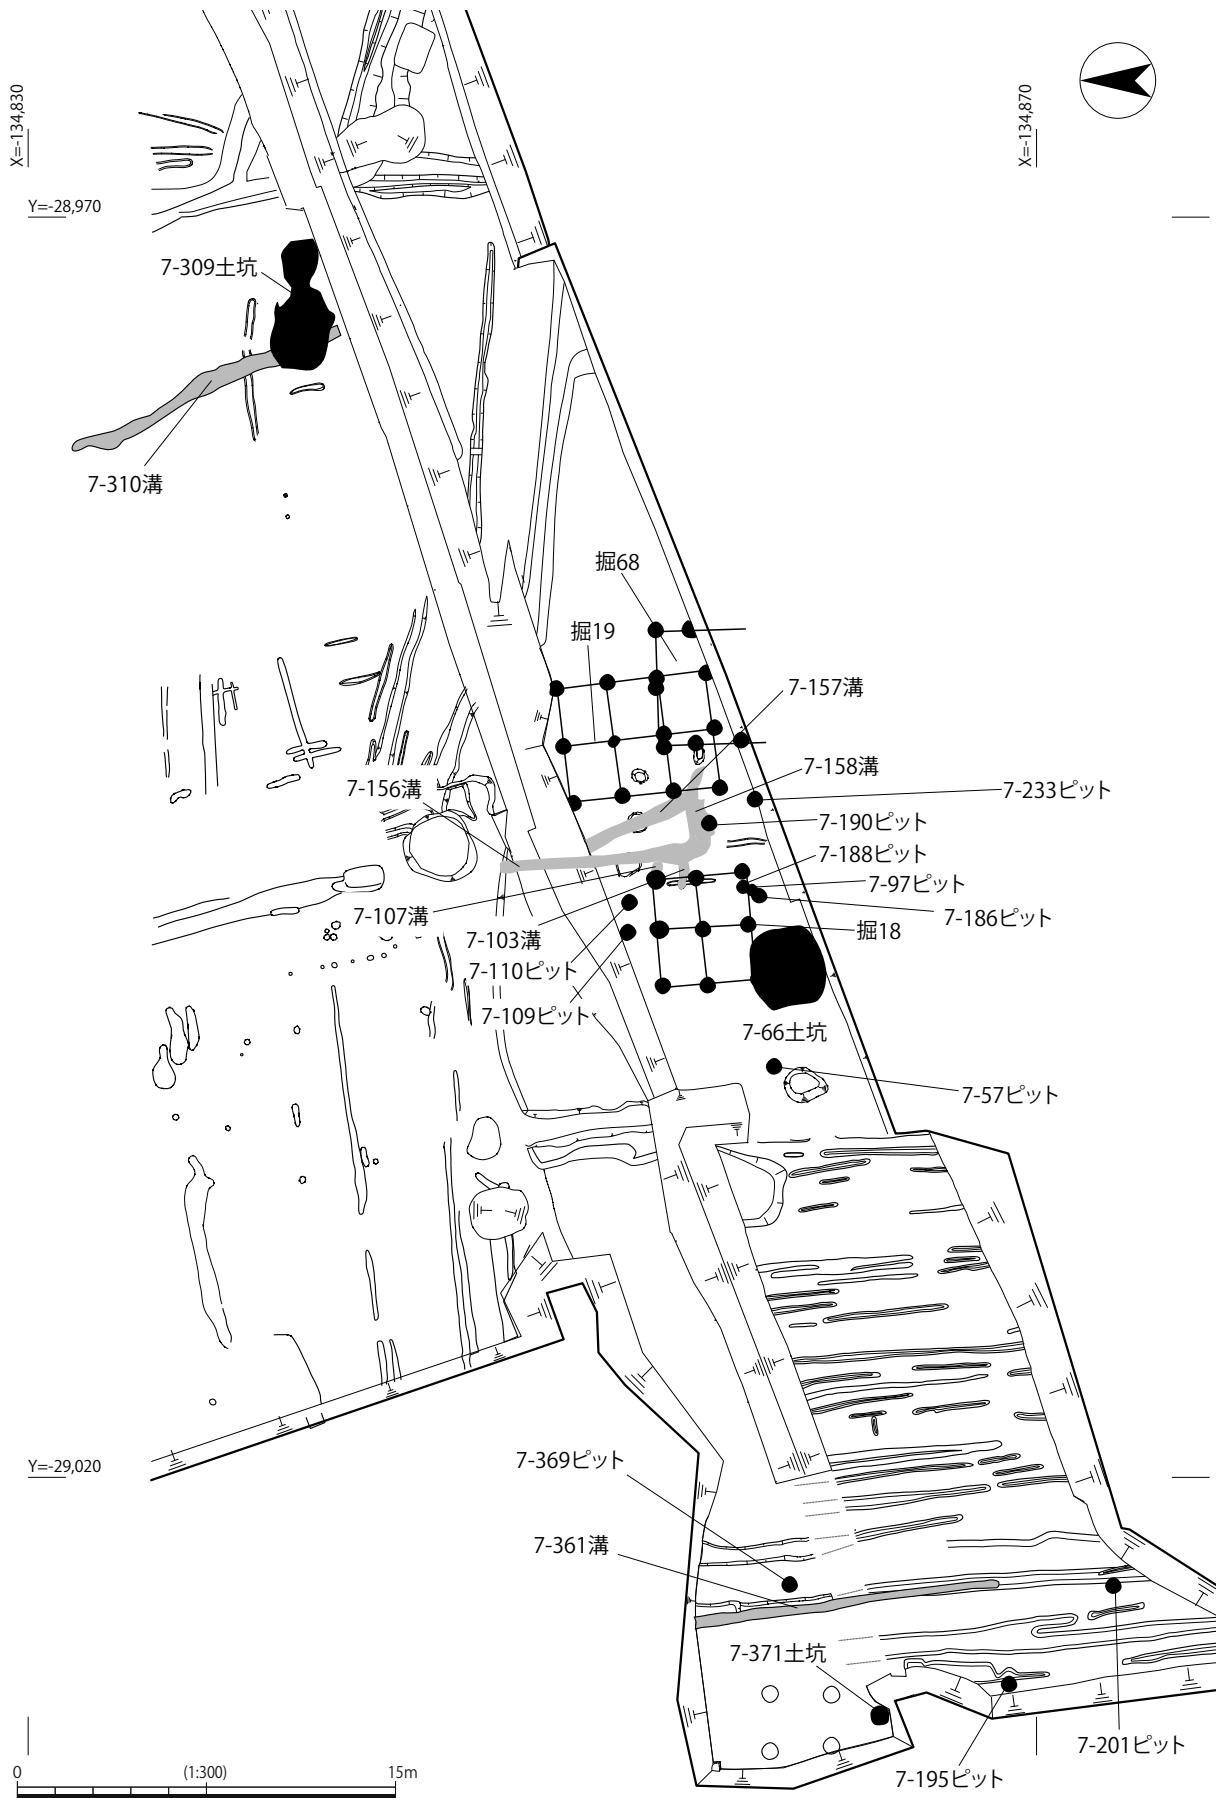 X=-134,830
X=-134,870
Y=-28,970
7-309土坑
7-310溝
掘68
掘19
7-157溝
7-158溝
7-156溝
7-233ピット
7-190ピット
7-188ピット
7-97ピット
7-186ピット
7-107溝
7-103溝
掘18
7-110ピット
7-109ピット
7-66土坑
7-57ピット
Y=-29,020
7-369ピット
7-361溝
7-371土坑
7-201ピット
7-195ピット
0 (1:300) 15m